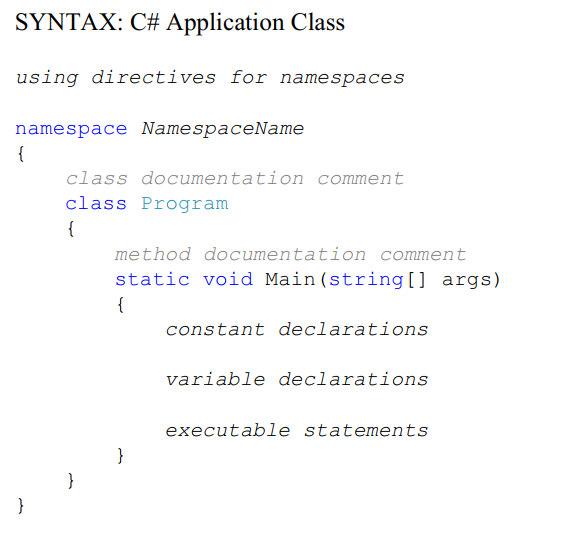 SYNTAX: C# Application Class
using directives for namespaces
namespace NamespaceName
{
    class documentation comment
    class Program
    {
        method documentation comment
        static void Main(string[] args)
        {
            constant declarations
            variable declarations
            executable statements
        }
    }
}